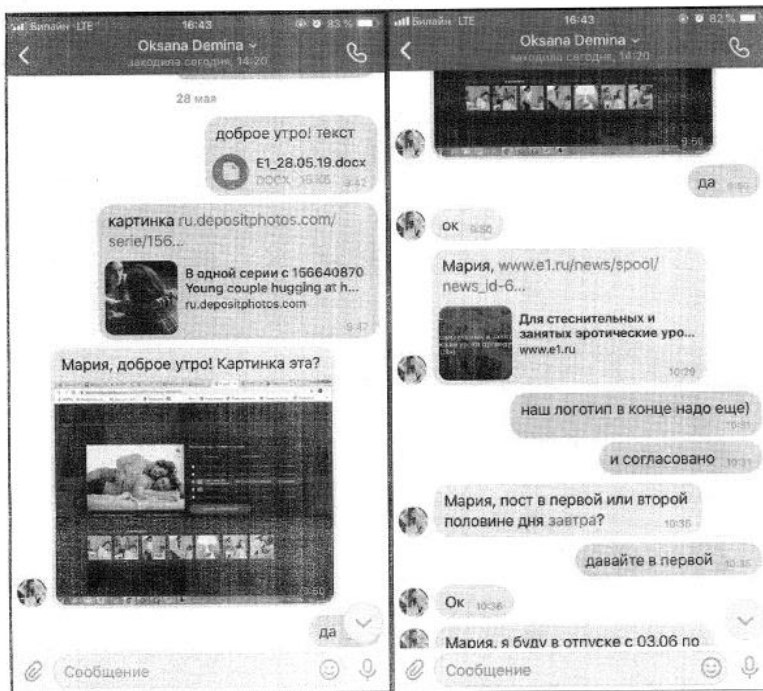 Билайн LTE
16:43
83 %
Oksana Demina
заходила сегодня, 14:20
28 мая
доброе утро! текст
E1_28.05.19.docx
DOCX
9:47
картинка ru.depositphotos.com/
serie/156...
В одной серии с 156640870
Young couple hugging at h...
ru.depositphotos.com
9:47
Мария, доброе утро! Картинка эта?
9:50
да
Сообщение
Билайн LTE
16:43
82 %
Oksana Demina
заходила сегодня, 14:20
9:50
да
ок 9:50
Мария, www.e1.ru/news/spool/
news_id-6...
Для стеснительных и
занятых эротические уро...
www.e1.ru
10:29
наш логотип в конце надо еще) 10:31
и согласовано 10:31
Мария, пост в первой или второй
половине дня завтра? 10:35
давайте в первой
Ок 10:36
Мария, я буду в отпуске с 03.06 по
Сообщение